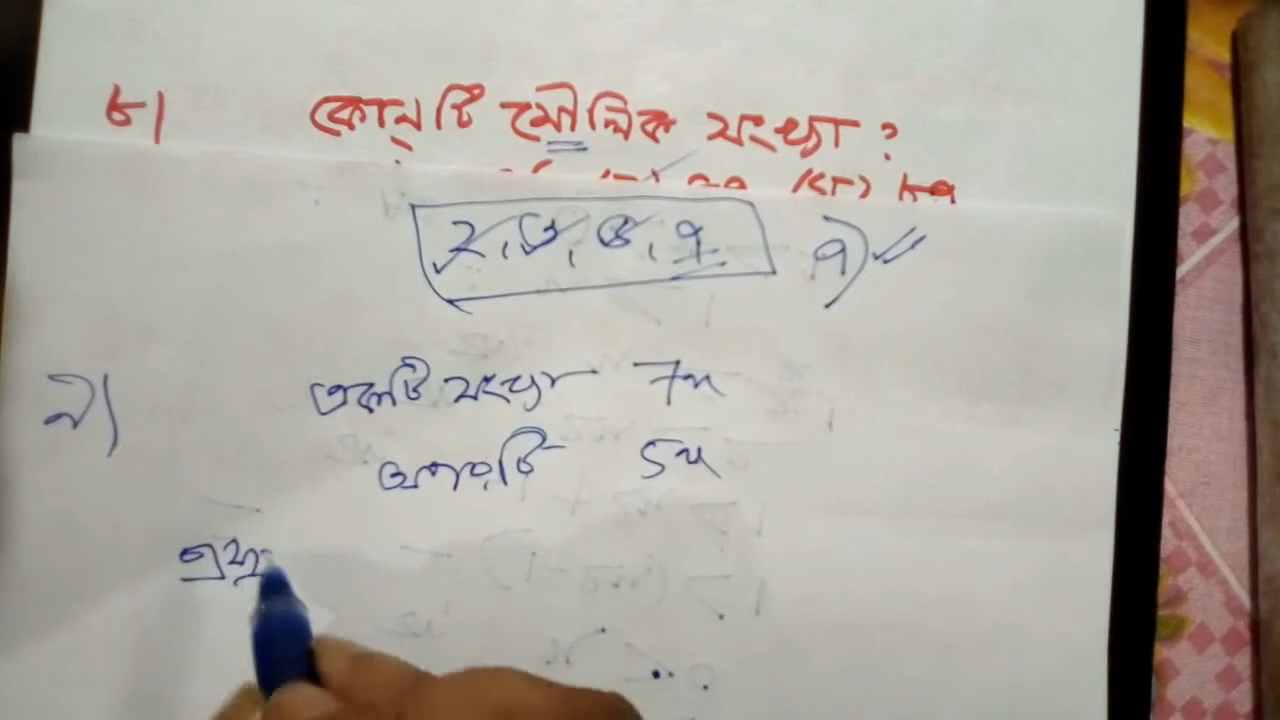 ৮। কোনটি মৌলিক সংখ্যা ?
২, ৩, ৫, ৭ ৭)
৯। একটি সংখ্যা 7x
অপরটি 5x
প্রশ্ন